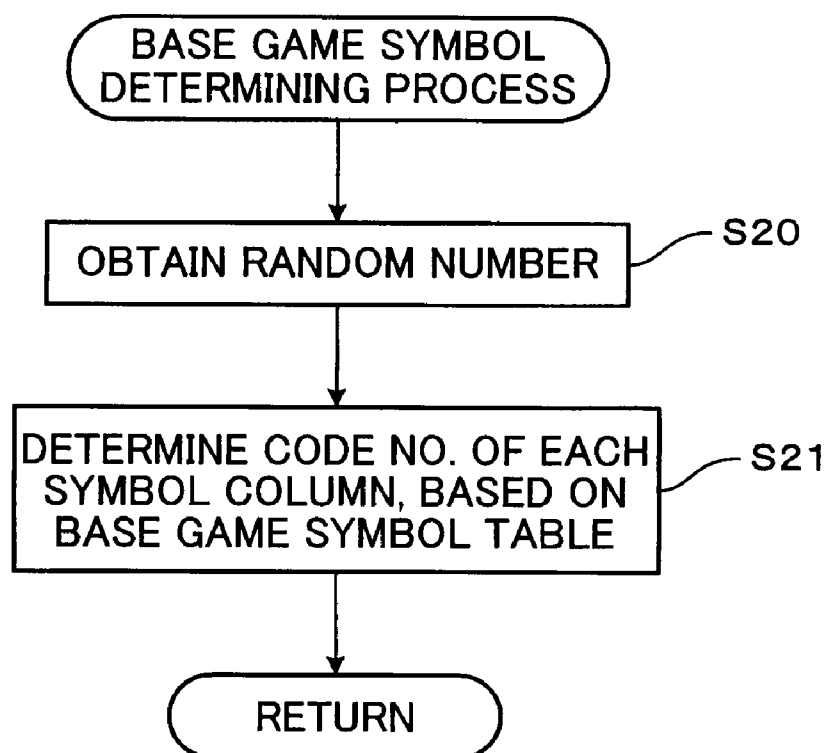 BASE GAME SYMBOL
DETERMINING PROCESS
OBTAIN RANDOM NUMBER
S20
DETERMINE CODE NO. OF EACH
SYMBOL COLUMN, BASED ON
BASE GAME SYMBOL TABLE
S21
RETURN